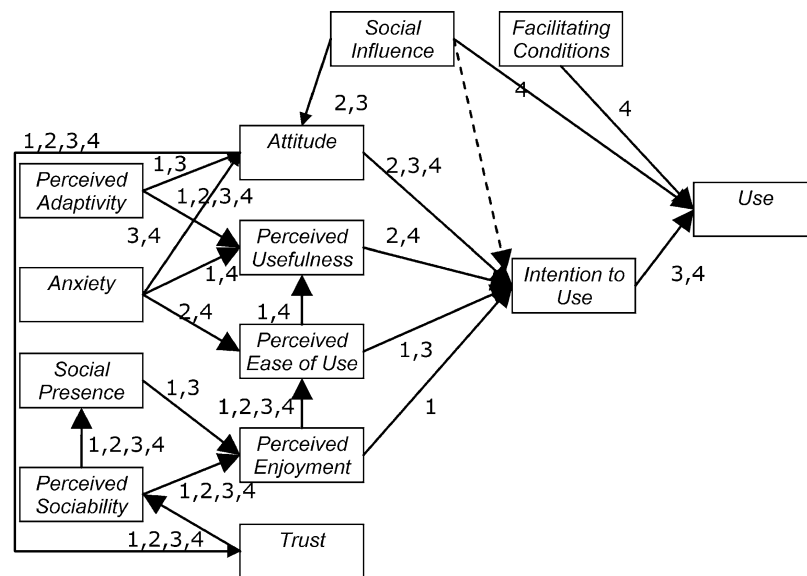 Social
Influence
Facilitating
Conditions
4
4
2,3
1,2,3,4
Attitude
1,3
2,3,4
Perceived
Adaptivity
1,2,3,4
Use
3,4
Perceived
Usefulness
2,4
Anxiety
1,4
Intention to
Use
3,4
2,4
1,4
Perceived
Ease of Use
1,3
Social
Presence
1,3
1,2,3,4
1
1,2,3,4
Perceived
Enjoyment
Perceived
Sociability
1,2,3,4
1,2,3,4
Trust